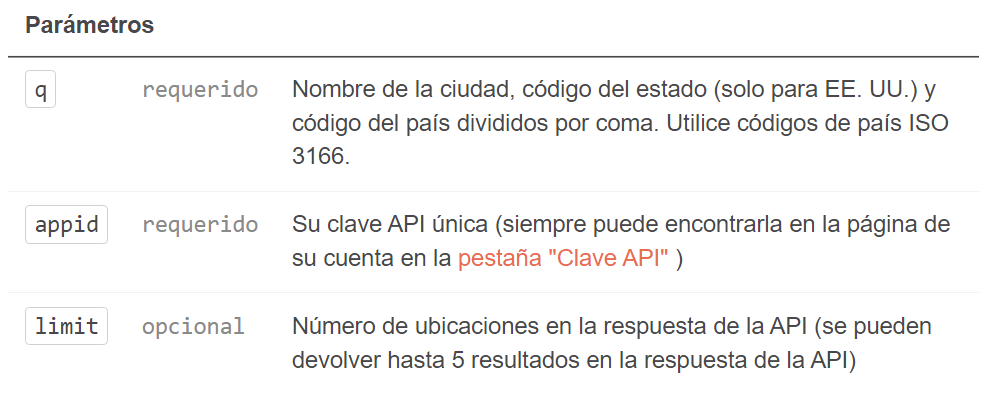 Parámetros
q requerido Nombre de la ciudad, código del estado (solo para EE. UU.) y
código del país divididos por coma. Utilice códigos de país ISO
3166.
appid requerido Su clave API única (siempre puede encontrarla en la página de
su cuenta en la pestaña "Clave API" )
limit opcional Número de ubicaciones en la respuesta de la API (se pueden
devolver hasta 5 resultados en la respuesta de la API)